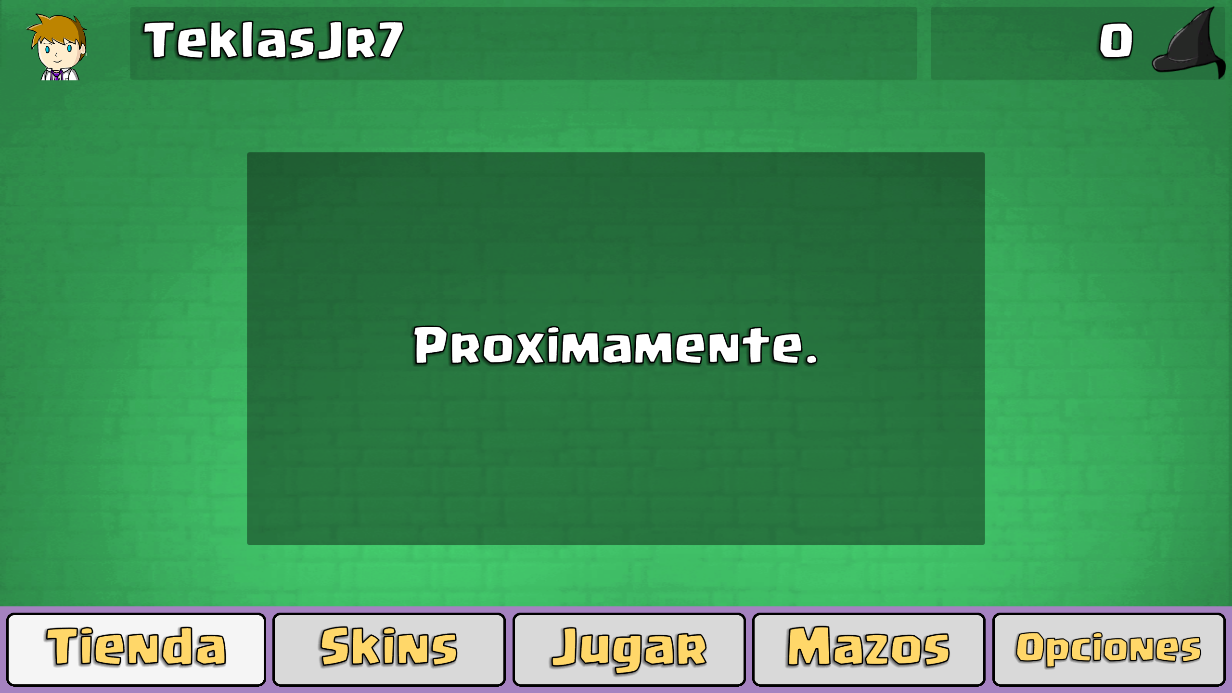 TeklasJr7
0
Proximamente.
Tienda
Skins
Jugar
Mazos
Opciones